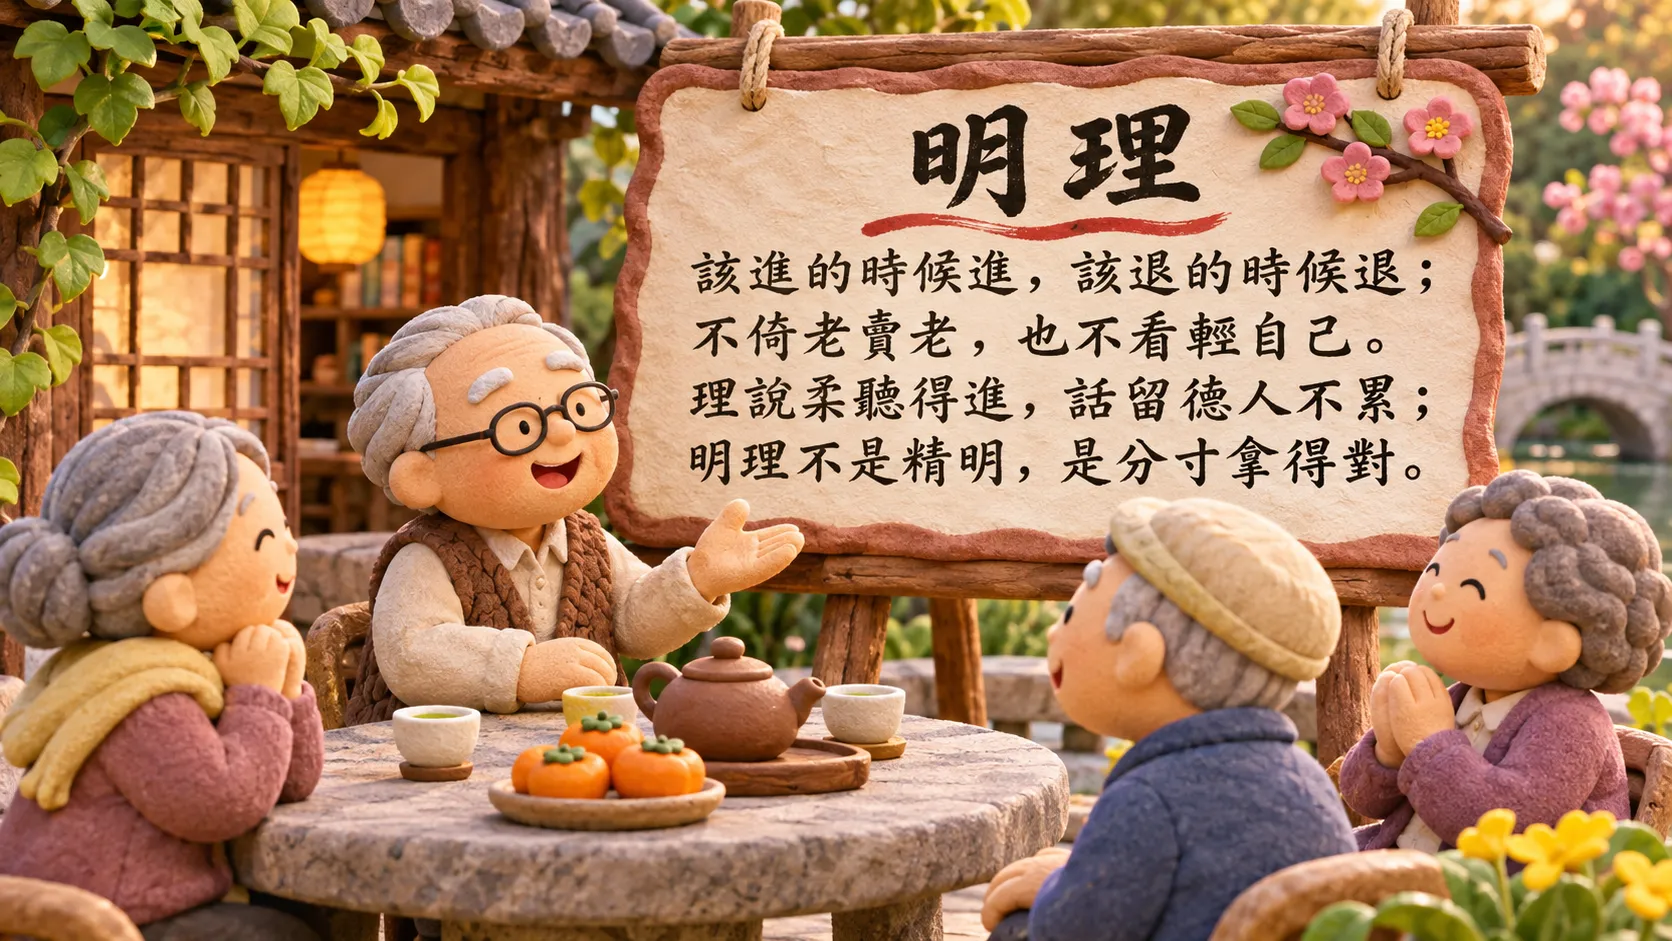 明理
該進的時候進，該退的時候退；
不倚老賣老，也不看輕自己。
理說柔聽得進，話留德人不累；
明理不是精明，是分寸拿得對。